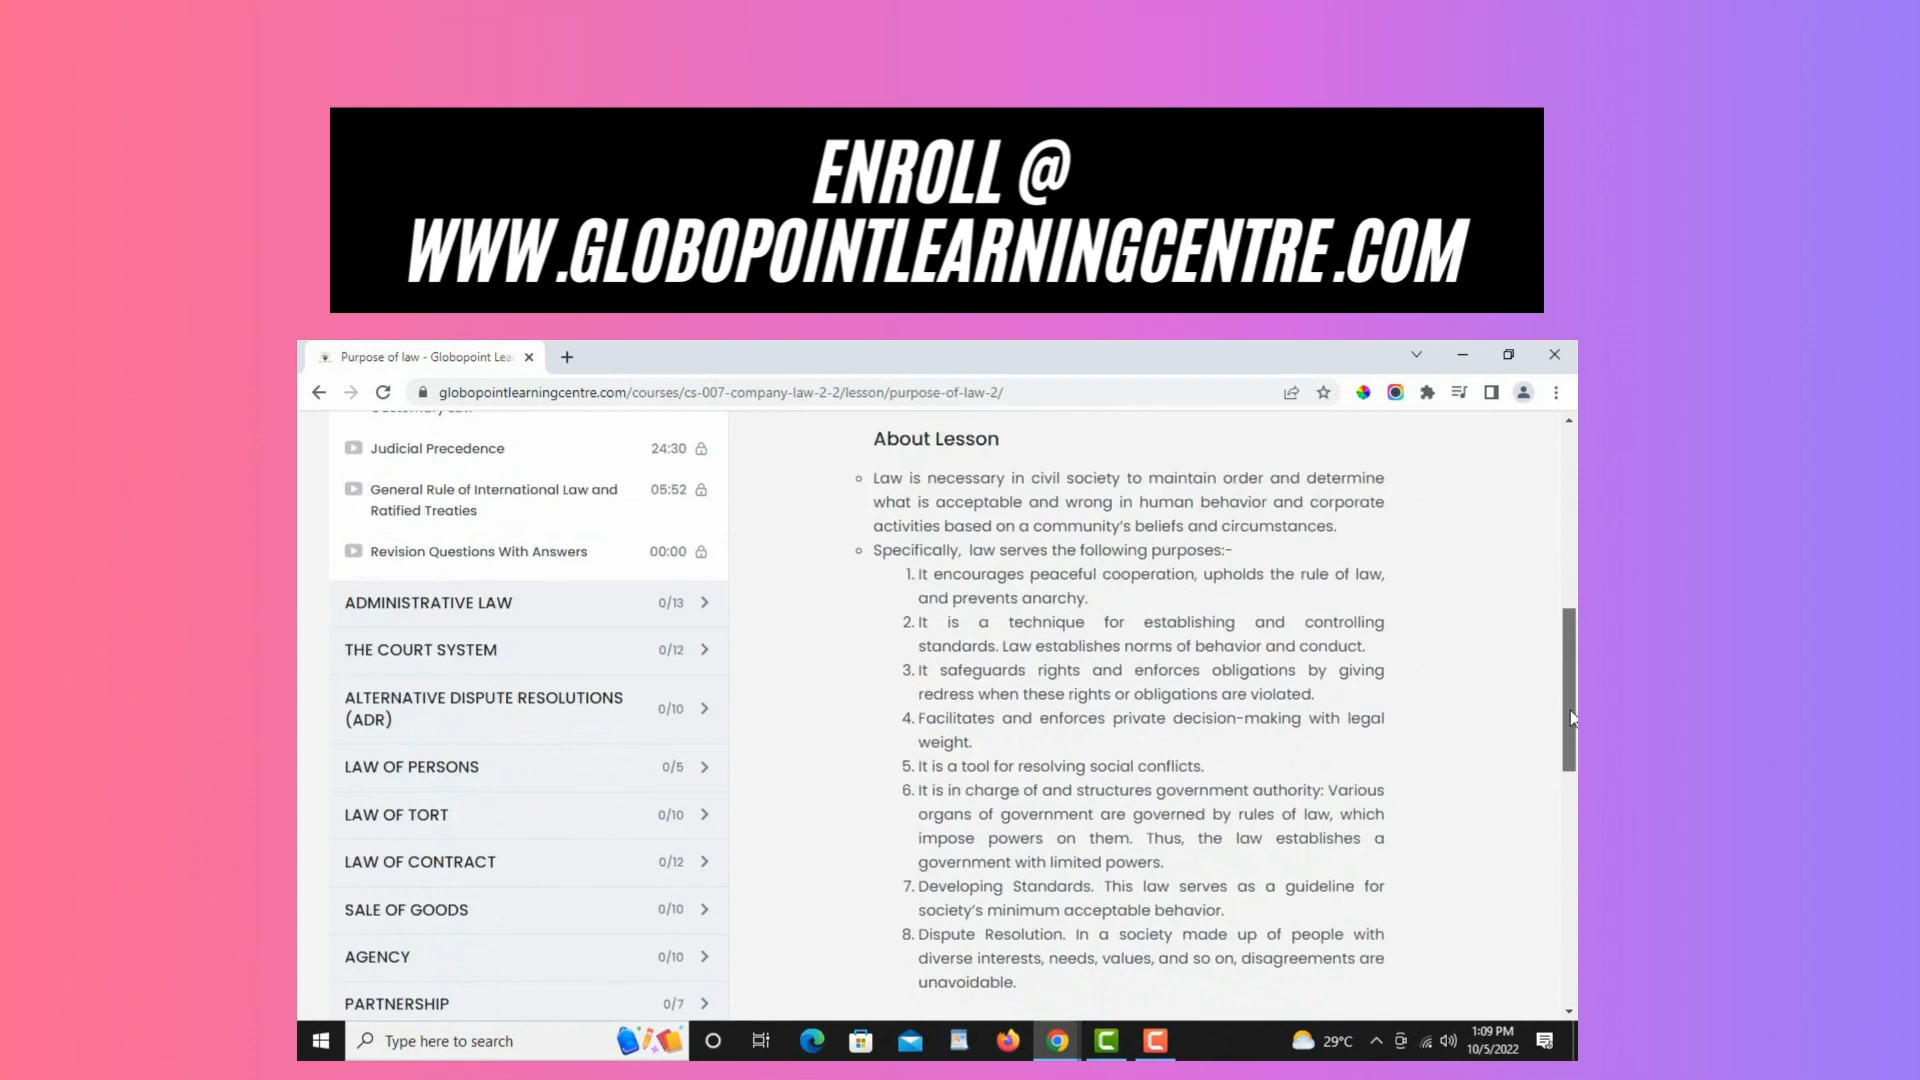 ENROLL @
WWW.GLOBOPOINTLEARNINGCENTRE.COM
Purpose of law - Globopoint Lea
globopointlearningcentre.com/courses/cs-007-company-law-2-2/lesson/purpose-of-law-2/
Judicial Precedence 24:30
General Rule of International Law and 05:52
Ratified Treaties
Revision Questions With Answers 00:00
ADMINISTRATIVE LAW 0/13
THE COURT SYSTEM 0/12
ALTERNATIVE DISPUTE RESOLUTIONS
(ADR) 0/10
LAW OF PERSONS 0/5
LAW OF TORT 0/10
LAW OF CONTRACT 0/12
SALE OF GOODS 0/10
AGENCY 0/10
PARTNERSHIP 0/7
About Lesson
Law is necessary in civil society to maintain order and determine
what is acceptable and wrong in human behavior and corporate
activities based on a community's beliefs and circumstances.
Specifically, law serves the following purposes:-
1. It encourages peaceful cooperation, upholds the rule of law,
and prevents anarchy.
2. It is a technique for establishing and controlling
standards. Law establishes norms of behavior and conduct.
3. It safeguards rights and enforces obligations by giving
redress when these rights or obligations are violated.
4. Facilitates and enforces private decision-making with legal
weight.
5. It is a tool for resolving social conflicts.
6. It is in charge of and structures government authority: Various
organs of government are governed by rules of law, which
impose powers on them. Thus, the law establishes a
government with limited powers.
7. Developing Standards. This law serves as a guideline for
society's minimum acceptable behavior.
8. Dispute Resolution. In a society made up of people with
diverse interests, needs, values, and so on, disagreements are
unavoidable.
Type here to search
29°C
1:09 PM
10/5/2022